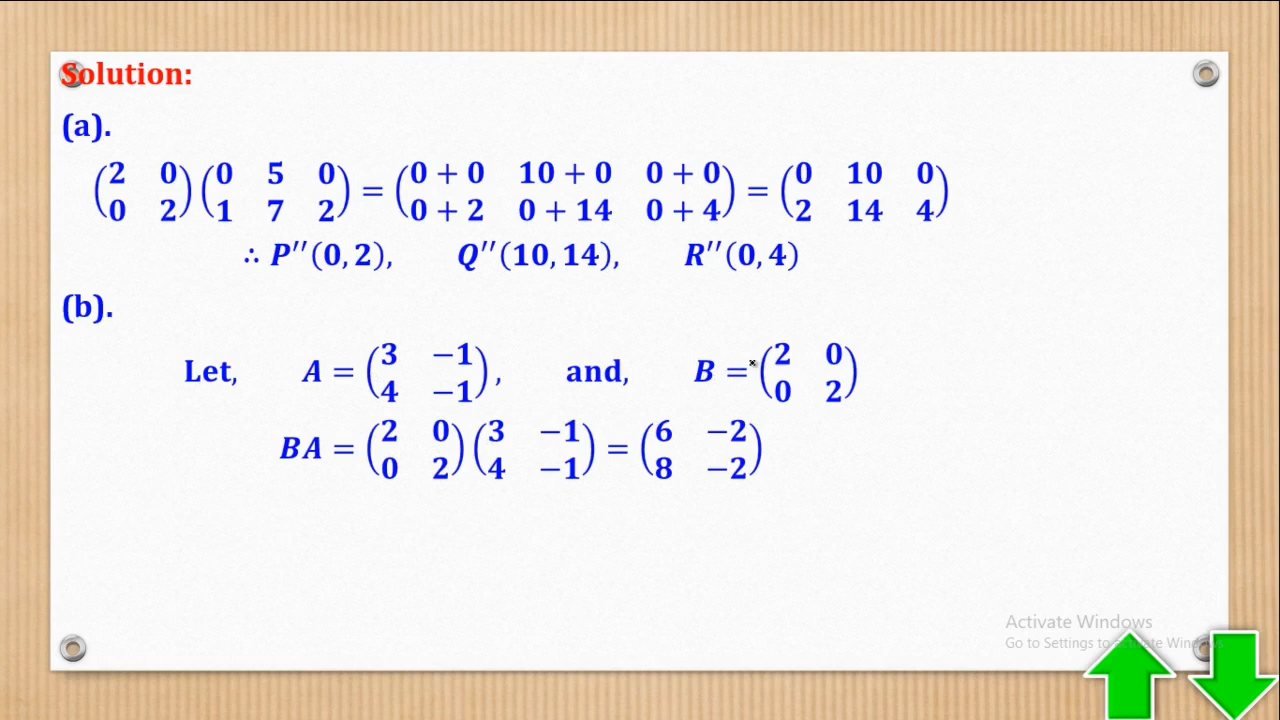 Solution:
(a).
(2 0 / 0 2)(0 5 0 / 1 7 2) = (0 + 0 10 + 0 0 + 0 / 0 + 2 0 + 14 0 + 4) = (0 10 0 / 2 14 4)
∴ P′′(0, 2), Q′′(10, 14), R′′(0, 4)
(b).
Let, A = (3 −1 / 4 −1), and, B = (2 0 / 0 2)
BA = (2 0 / 0 2)(3 −1 / 4 −1) = (6 −2 / 8 −2)
Activate Windows
Go to Settings to Activate Windows